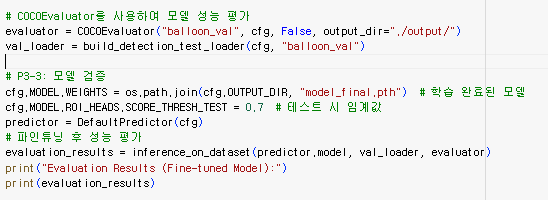 # COCOEvaluator를 사용하여 모델 성능 평가
evaluator = COCOEvaluator("balloon_val", cfg, False, output_dir="./output/")
val_loader = build_detection_test_loader(cfg, "balloon_val")
# P3-3: 모델 검증
cfg.MODEL.WEIGHTS = os.path.join(cfg.OUTPUT_DIR, "model_final.pth")  # 학습 완료된 모델
cfg.MODEL.ROI_HEADS.SCORE_THRESH_TEST = 0.7  # 테스트 시 임계값
predictor = DefaultPredictor(cfg)
# 파인튜닝 후 성능 평가
evaluation_results = inference_on_dataset(predictor.model, val_loader, evaluator)
print("Evaluation Results (Fine-tuned Model):")
print(evaluation_results)